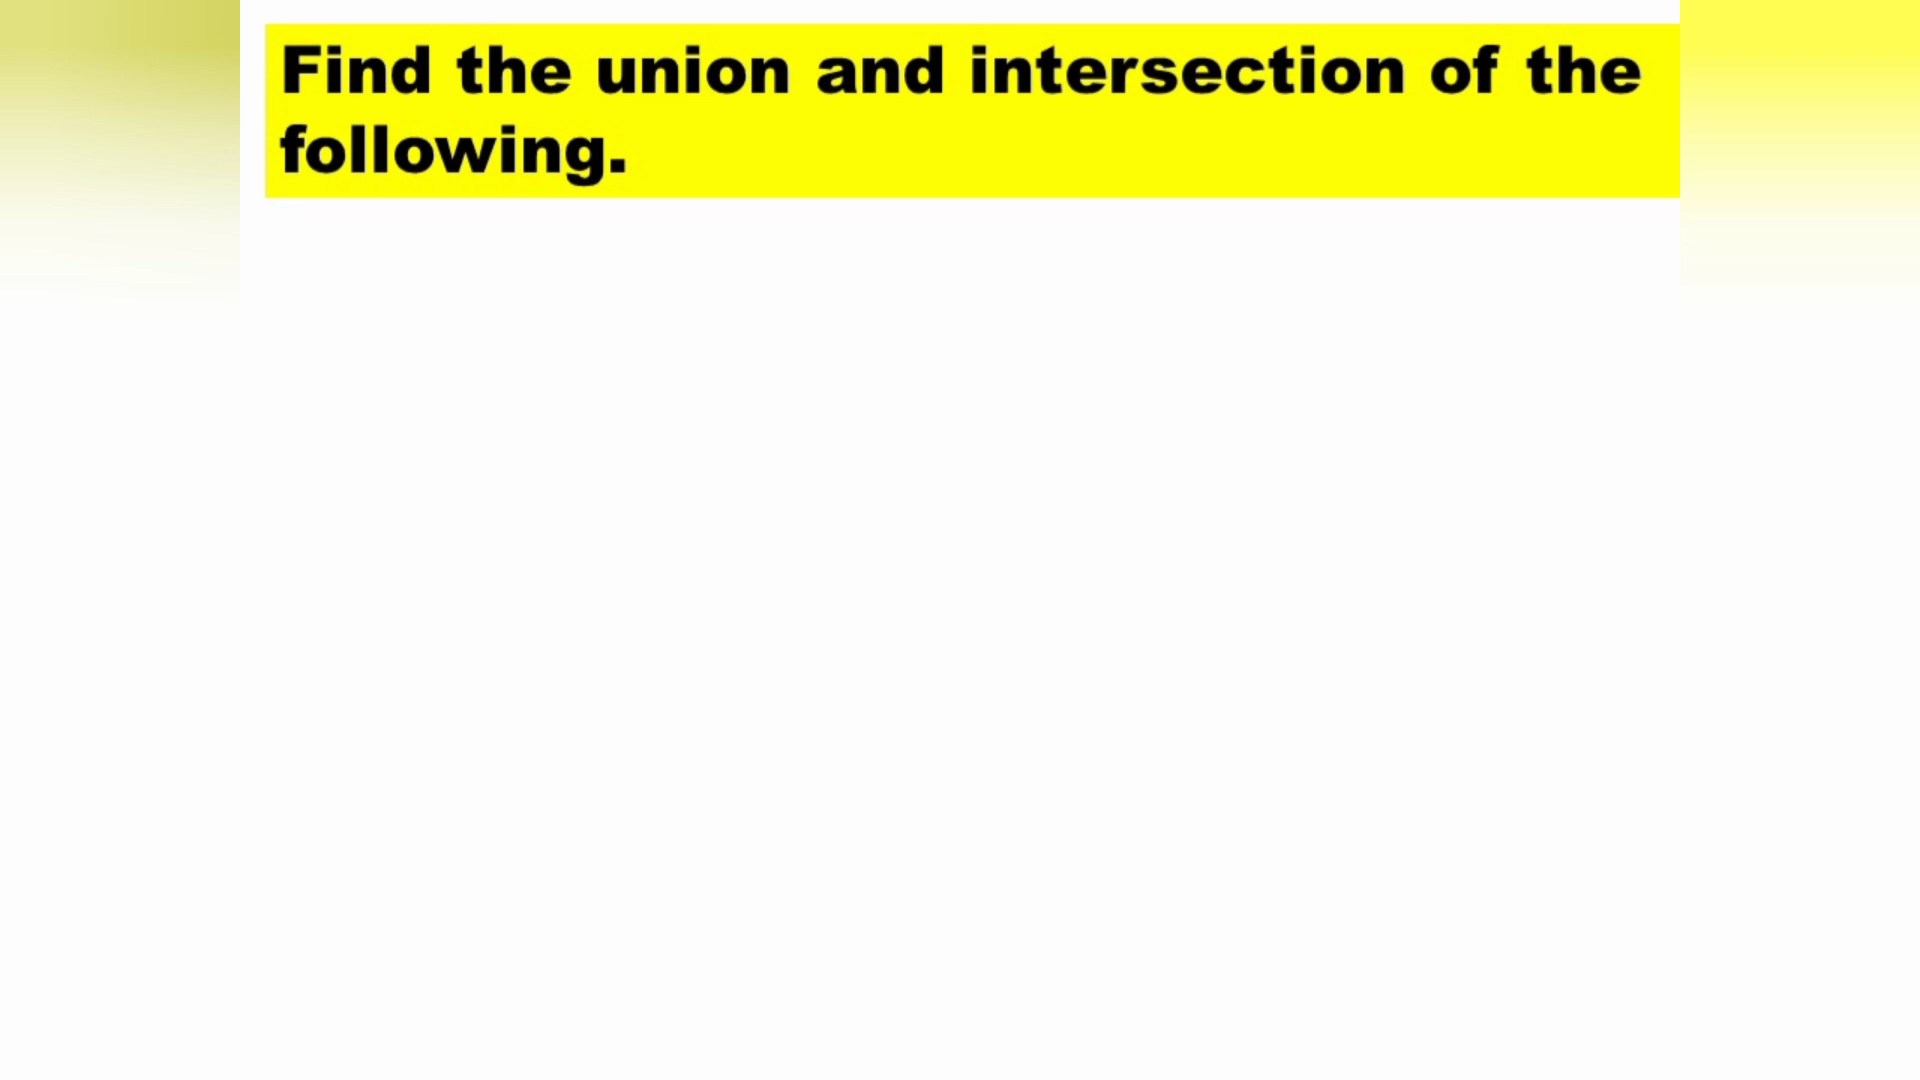 Find the union and intersection of the
following.